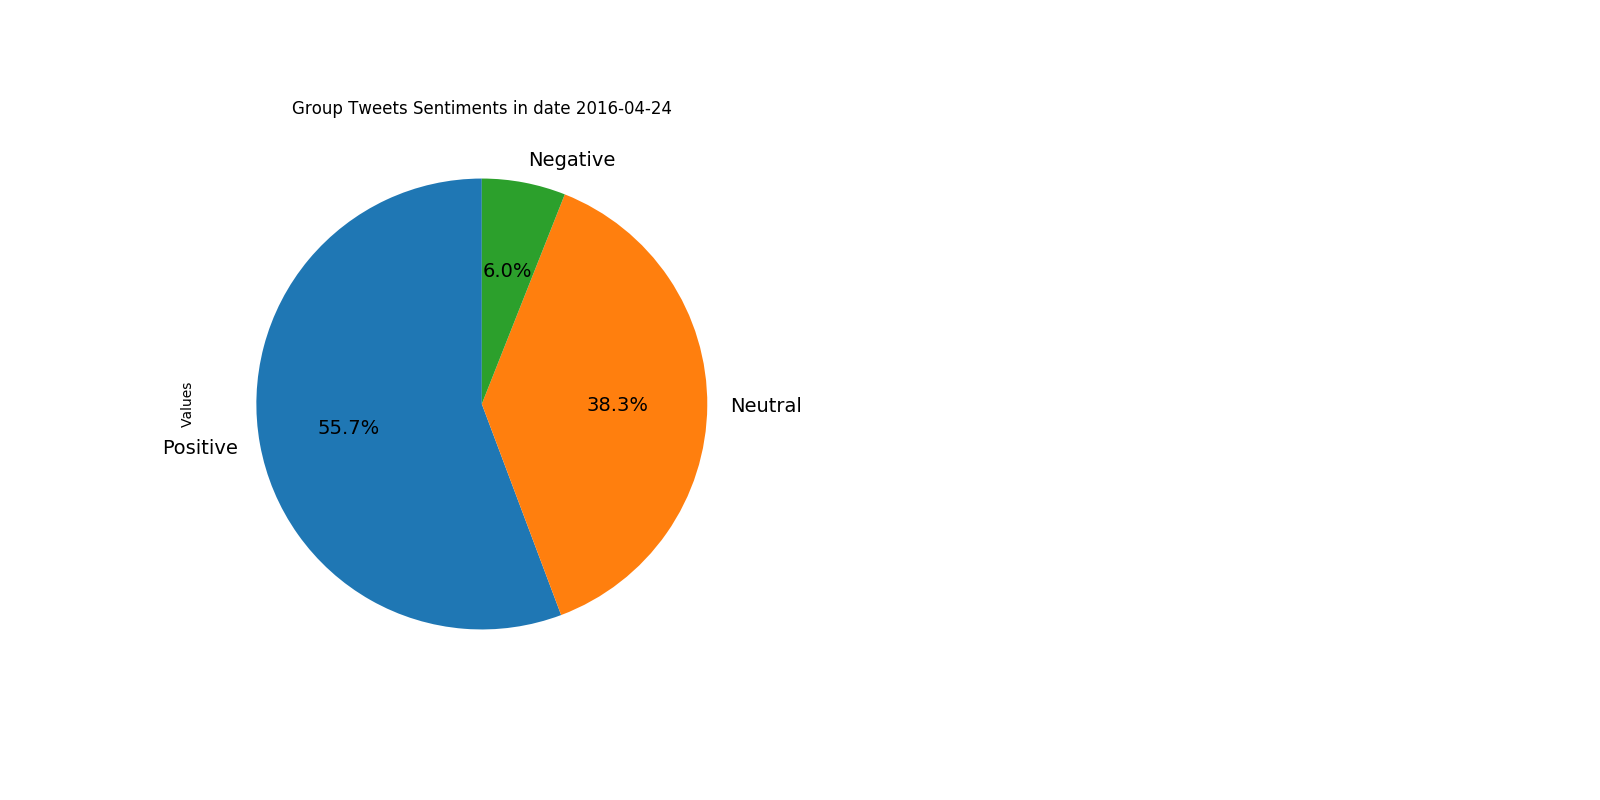 Group Tweets Sentiments in date 2016-04-24
Negative
6.0%
38.3%
Neutral
Values
55.7%
Positive